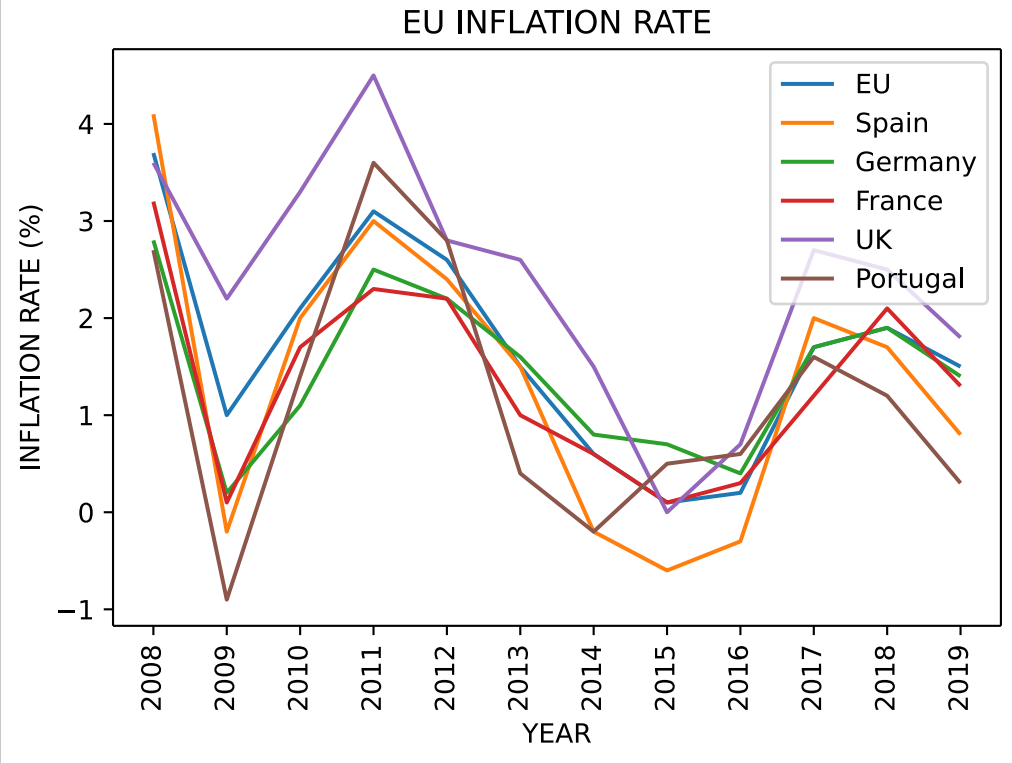 EU INFLATION RATE
EU
Spain
Germany
France
UK
Portugal
INFLATION RATE (%)
4
3
2
1
0
−1
2008 2009 2010 2011 2012 2013 2014 2015 2016 2017 2018 2019
YEAR